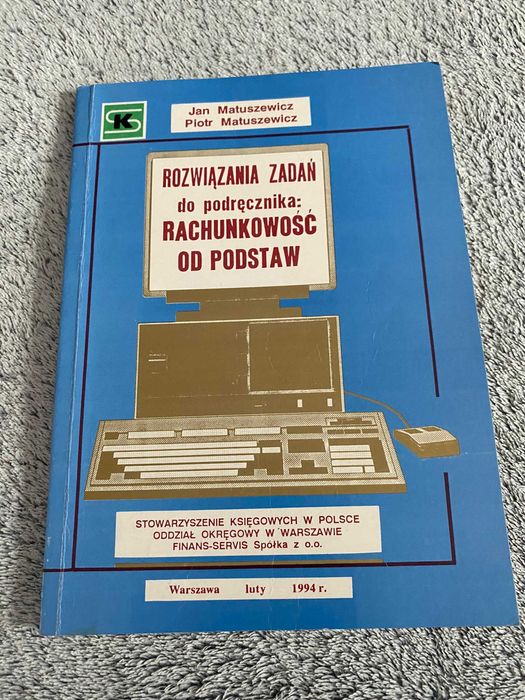 SK
Jan Matuszewicz
Piotr Matuszewicz
ROZWIĄZANIA ZADAŃ
do podręcznika:
RACHUNKOWOŚĆ
OD PODSTAW
STOWARZYSZENIE KSIĘGOWYCH W POLSCE
ODDZIAŁ OKRĘGOWY W WARSZAWIE
FINANS-SERVIS Spółka z o.o.
Warszawa luty 1994 r.